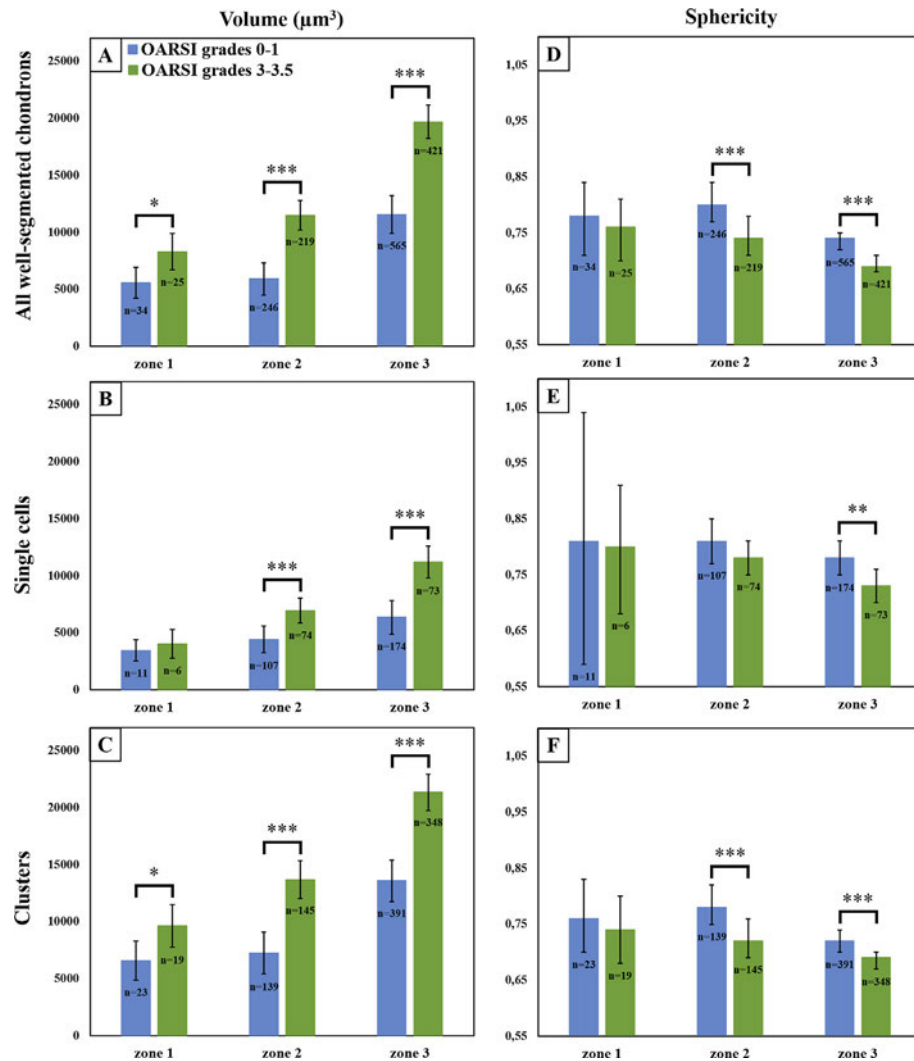 Volume (µm³)
Sphericity
All well-segmented chondrons
A
OARSI grades 0-1
OARSI grades 3-3.5
25000
20000
15000
10000
5000
0
*
***
***
n=34
n=25
n=246
n=219
n=565
n=421
zone 1
zone 2
zone 3
D
1,05
0,95
0,85
0,75
0,65
0,55
***
***
n=34
n=25
n=246
n=219
n=565
n=421
zone 1
zone 2
zone 3
Single cells
B
25000
20000
15000
10000
5000
0
***
***
n=11
n=6
n=107
n=74
n=174
n=73
zone 1
zone 2
zone 3
E
1,05
0,95
0,85
0,75
0,65
0,55
**
n=11
n=6
n=107
n=74
n=174
n=73
zone 1
zone 2
zone 3
Clusters
C
25000
20000
15000
10000
5000
0
*
***
***
n=23
n=19
n=139
n=145
n=391
n=348
zone 1
zone 2
zone 3
F
1,05
0,95
0,85
0,75
0,65
0,55
***
***
n=23
n=19
n=139
n=145
n=391
n=348
zone 1
zone 2
zone 3